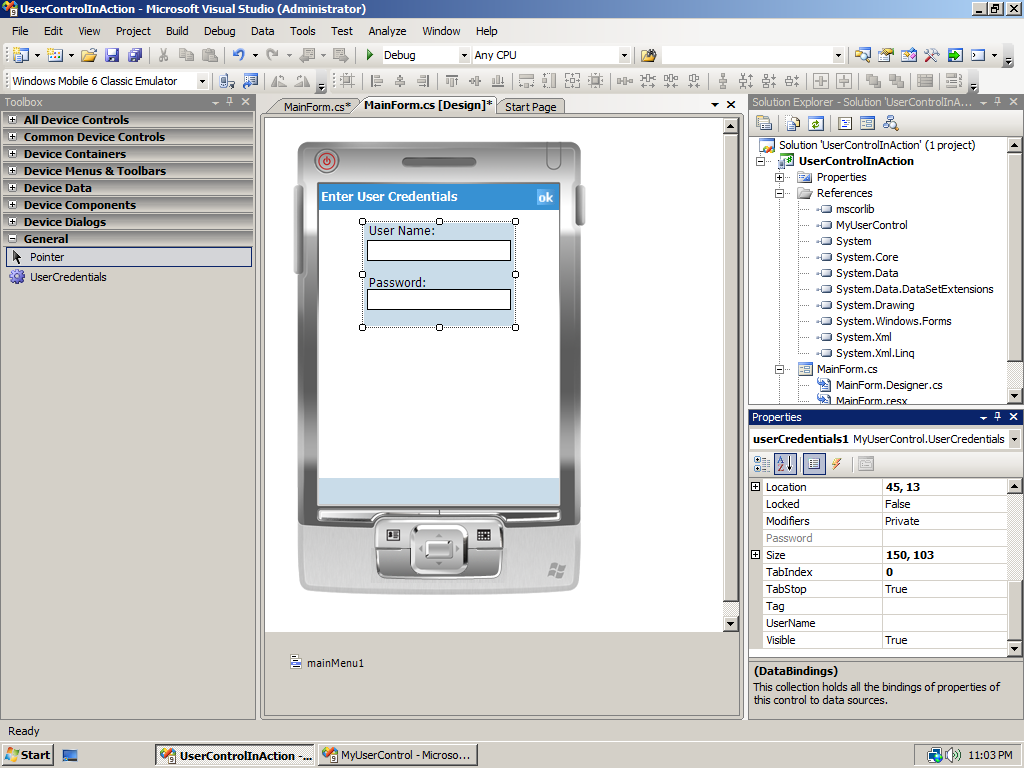 UserControlInAction - Microsoft Visual Studio (Administrator)
File Edit View Project Build Debug Data Tools Test Analyze Window Help
Debug Any CPU
Windows Mobile 6 Classic Emulator
Toolbox
All Device Controls
Common Device Controls
Device Containers
Device Menus & Toolbars
Device Data
Device Components
Device Dialogs
General
Pointer
UserCredentials
MainForm.cs* MainForm.cs [Design]* Start Page
Enter User Credentials ok
User Name:
Password:
mainMenu1
Solution Explorer - Solution 'UserControlInA...
Solution 'UserControlInAction' (1 project)
UserControlInAction
Properties
References
mscorlib
MyUserControl
System
System.Core
System.Data
System.Data.DataSetExtensions
System.Drawing
System.Windows.Forms
System.Xml
System.Xml.Linq
MainForm.cs
MainForm.Designer.cs
MainForm.resx
Properties
userCredentials1 MyUserControl.UserCredentials
Location 45, 13
Locked False
Modifiers Private
Password
Size 150, 103
TabIndex 0
TabStop True
Tag
UserName
Visible True
(DataBindings)
This collection holds all the bindings of properties of
this control to data sources.
Ready
Start UserControlInAction -... MyUserControl - Microso... 11:03 PM